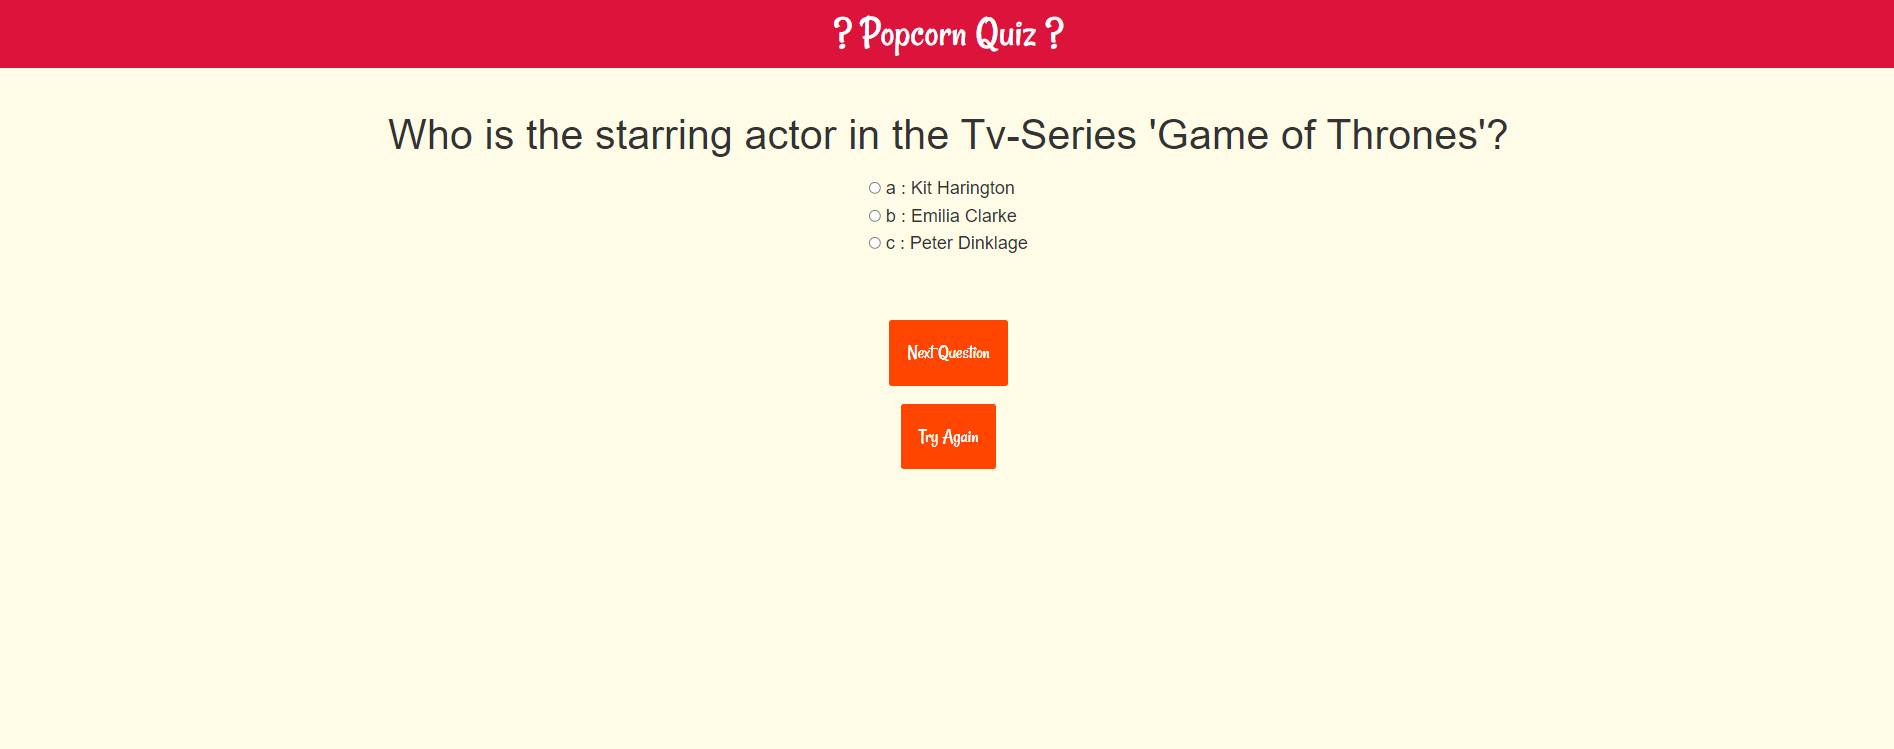 ? Popcorn Quiz ?
Who is the starring actor in the Tv-Series 'Game of Thrones'?
a : Kit Harington
b : Emilia Clarke
c : Peter Dinklage
Next Question
Try Again